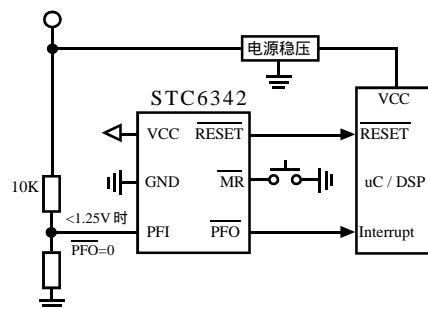 电源稳压
STC6342
VCC
VCC
RESET
RESET
10K
GND
MR
uC / DSP
<1.25V 时
PFI
PFO
Interrupt
PFO=0